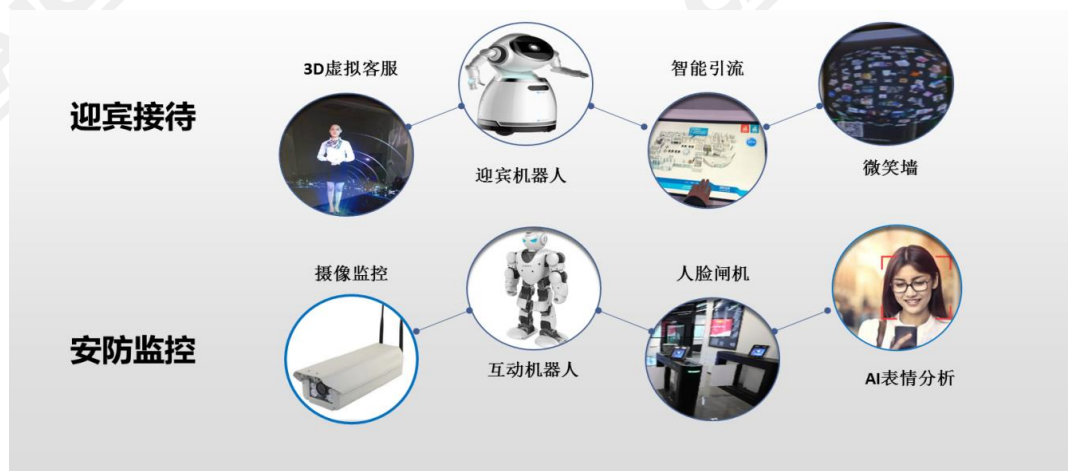 迎宾接待
3D虚拟客服
迎宾机器人
智能引流
微笑墙
安防监控
摄像监控
互动机器人
人脸闸机
AI表情分析